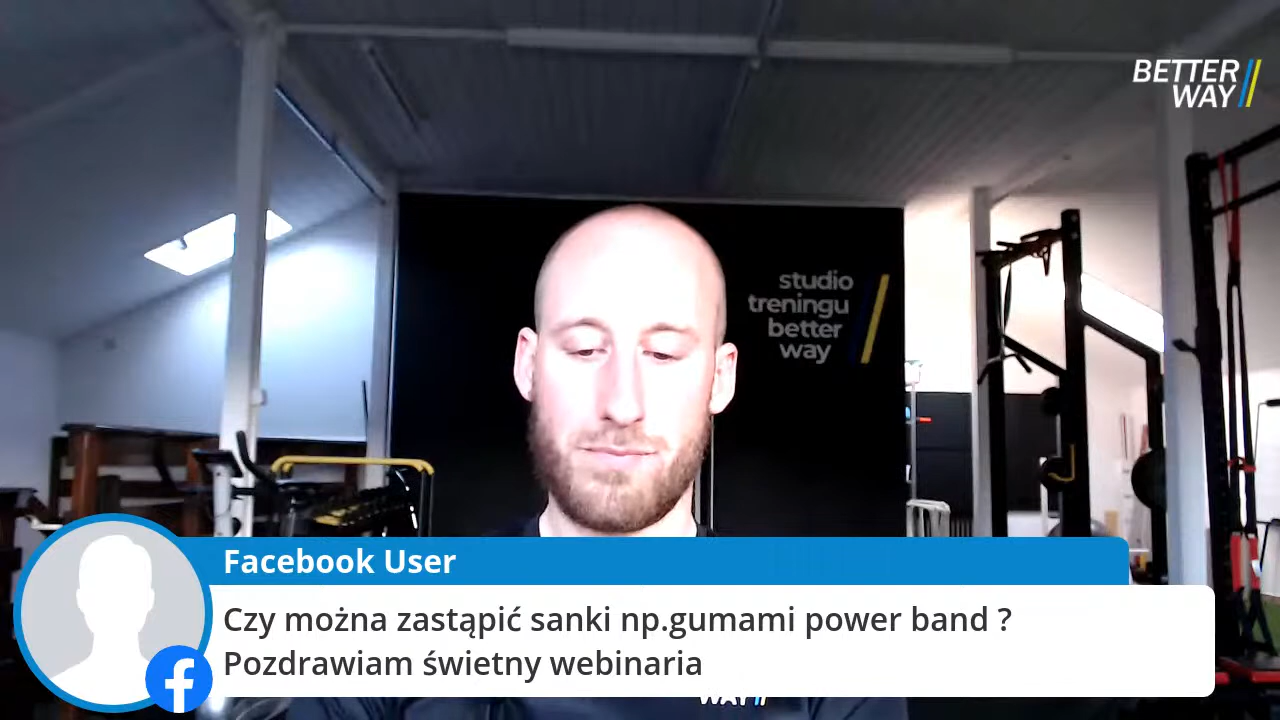 BETTER
WAY
studio
treningu
better
way
Facebook User
Czy można zastąpić sanki np.gumami power band ?
Pozdrawiam świetny webinaria
WAY